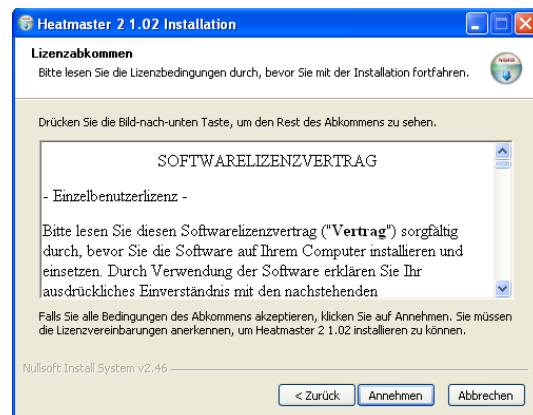 Heatmaster 2 1.02 Installation
Lizenzabkommen
Bitte lesen Sie die Lizenzbedingungen durch, bevor Sie mit der Installation fortfahren.
Drücken Sie die Bild-nach-unten Taste, um den Rest des Abkommens zu sehen.
SOFTWARELIZENZVERTRAG
- Einzelbenutzerlizenz -
Bitte lesen Sie diesen Softwarelizenzvertrag ("Vertrag") sorgfältig
durch, bevor Sie die Software auf Ihrem Computer installieren und
einsetzen. Durch Verwendung der Software erklären Sie Ihr
ausdrückliches Einverständnis mit den nachstehenden
Falls Sie alle Bedingungen des Abkommens akzeptieren, klicken Sie auf Annehmen. Sie müssen
die Lizenzvereinbarungen anerkennen, um Heatmaster 2 1.02 installieren zu können.
Nullsoft Install System v2.46
< Zurück Annehmen Abbrechen